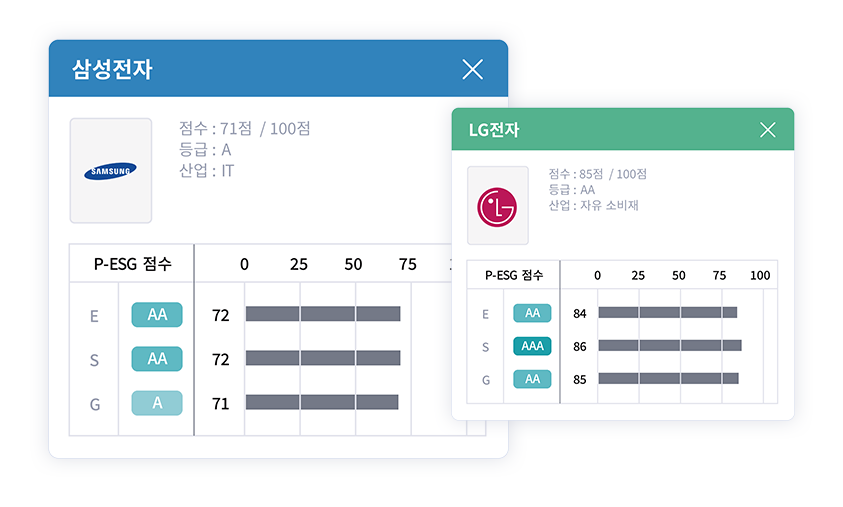 삼성전자
SAMSUNG
점수 : 71점 / 100점
등급 : A
산업 : IT
P-ESG 점수 0 25 50 75
E AA 72
S AA 72
G A 71
LG전자
LG
점수 : 85점 / 100점
등급 : AA
산업 : 자유 소비재
P-ESG 점수 0 25 50 75 100
E AA 84
S AAA 86
G AA 85